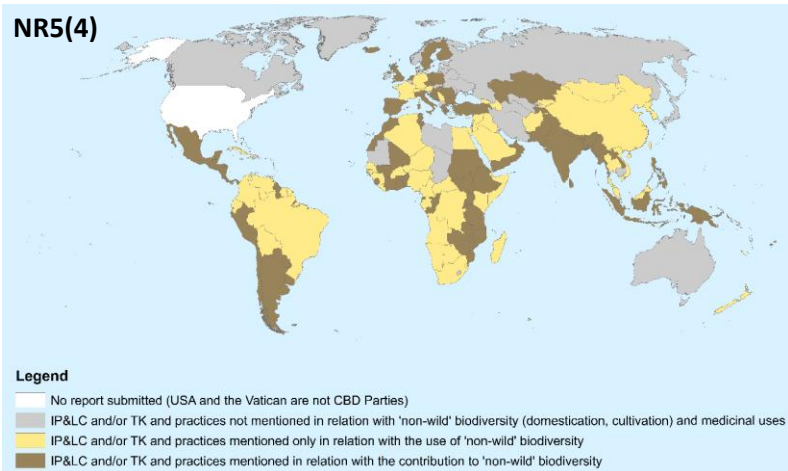 NR5(4)
Legend
No report submitted (USA and the Vatican are not CBD Parties)
IP&LC and/or TK and practices not mentioned in relation with 'non-wild' biodiversity (domestication, cultivation) and medicinal uses
IP&LC and/or TK and practices mentioned only in relation with the use of 'non-wild' biodiversity
IP&LC and/or TK and practices mentioned in relation with the contribution to 'non-wild' biodiversity